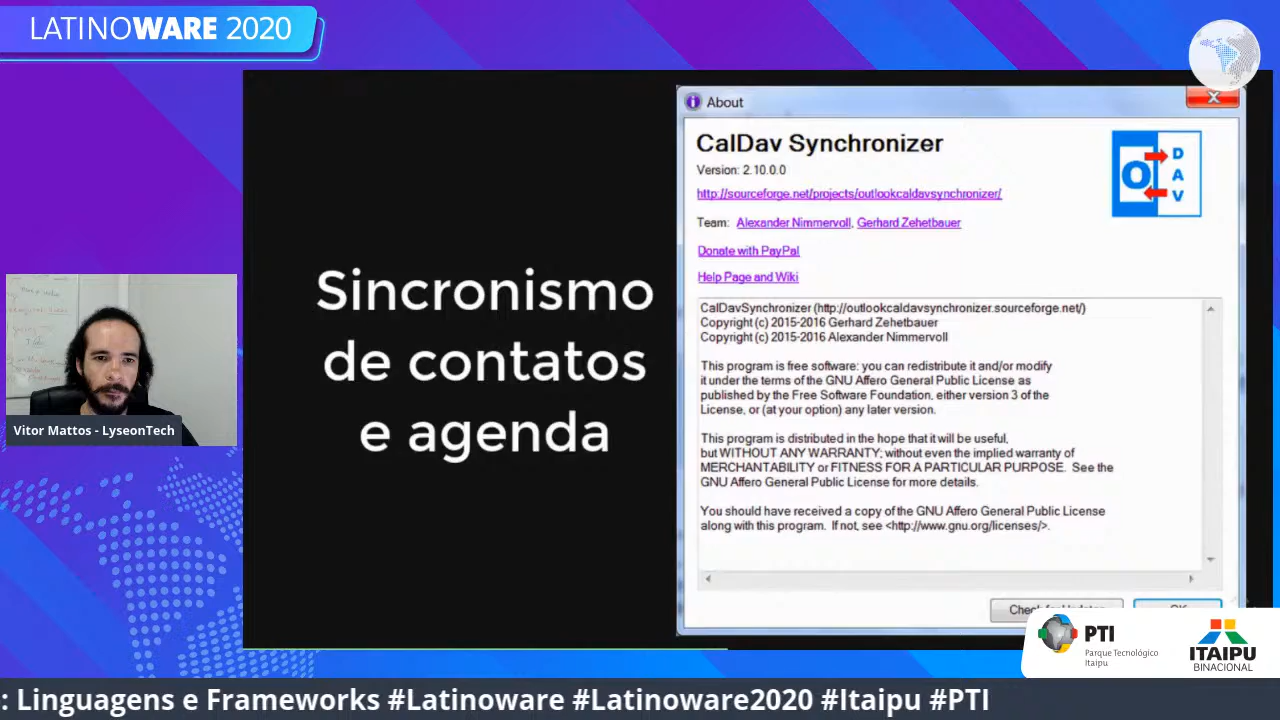 LATINOWARE 2020
About
CalDav Synchronizer
Version: 2.10.0.0
http://sourceforge.net/projects/outlookcaldavsynchronizer/
Team: Alexander Nimmervoll, Gerhard Zehetbauer
Donate with PayPal
Help Page and Wiki
O
D
A
V
Sincronismo
de contatos
e agenda
CalDavSynchronizer (http://outlookcaldavsynchronizer.sourceforge.net/)
Copyright (c) 2015-2016 Gerhard Zehetbauer
Copyright (c) 2015-2016 Alexander Nimmervoll
This program is free software: you can redistribute it and/or modify
it under the terms of the GNU Affero General Public License as
published by the Free Software Foundation, either version 3 of the
License, or (at your option) any later version.
This program is distributed in the hope that it will be useful,
but WITHOUT ANY WARRANTY; without even the implied warranty of
MERCHANTABILITY or FITNESS FOR A PARTICULAR PURPOSE. See the
GNU Affero General Public License for more details.
You should have received a copy of the GNU Affero General Public License
along with this program. If not, see <http://www.gnu.org/licenses/>.
Vitor Mattos - LyseonTech
PTI
Parque Tecnológico
Itaipu
ITAIPU
BINACIONAL
: Linguagens e Frameworks #Latinoware #Latinoware2020 #Itaipu #PTI